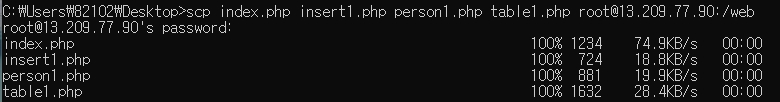 C:₩Users₩82102₩Desktop>scp index.php insert1.php person1.php table1.php root@13.209.77.90:/web
root@13.209.77.90's password:
index.php 100% 1234 74.9KB/s 00:00
insert1.php 100% 724 18.8KB/s 00:00
person1.php 100% 881 19.9KB/s 00:00
table1.php 100% 1632 28.4KB/s 00:00